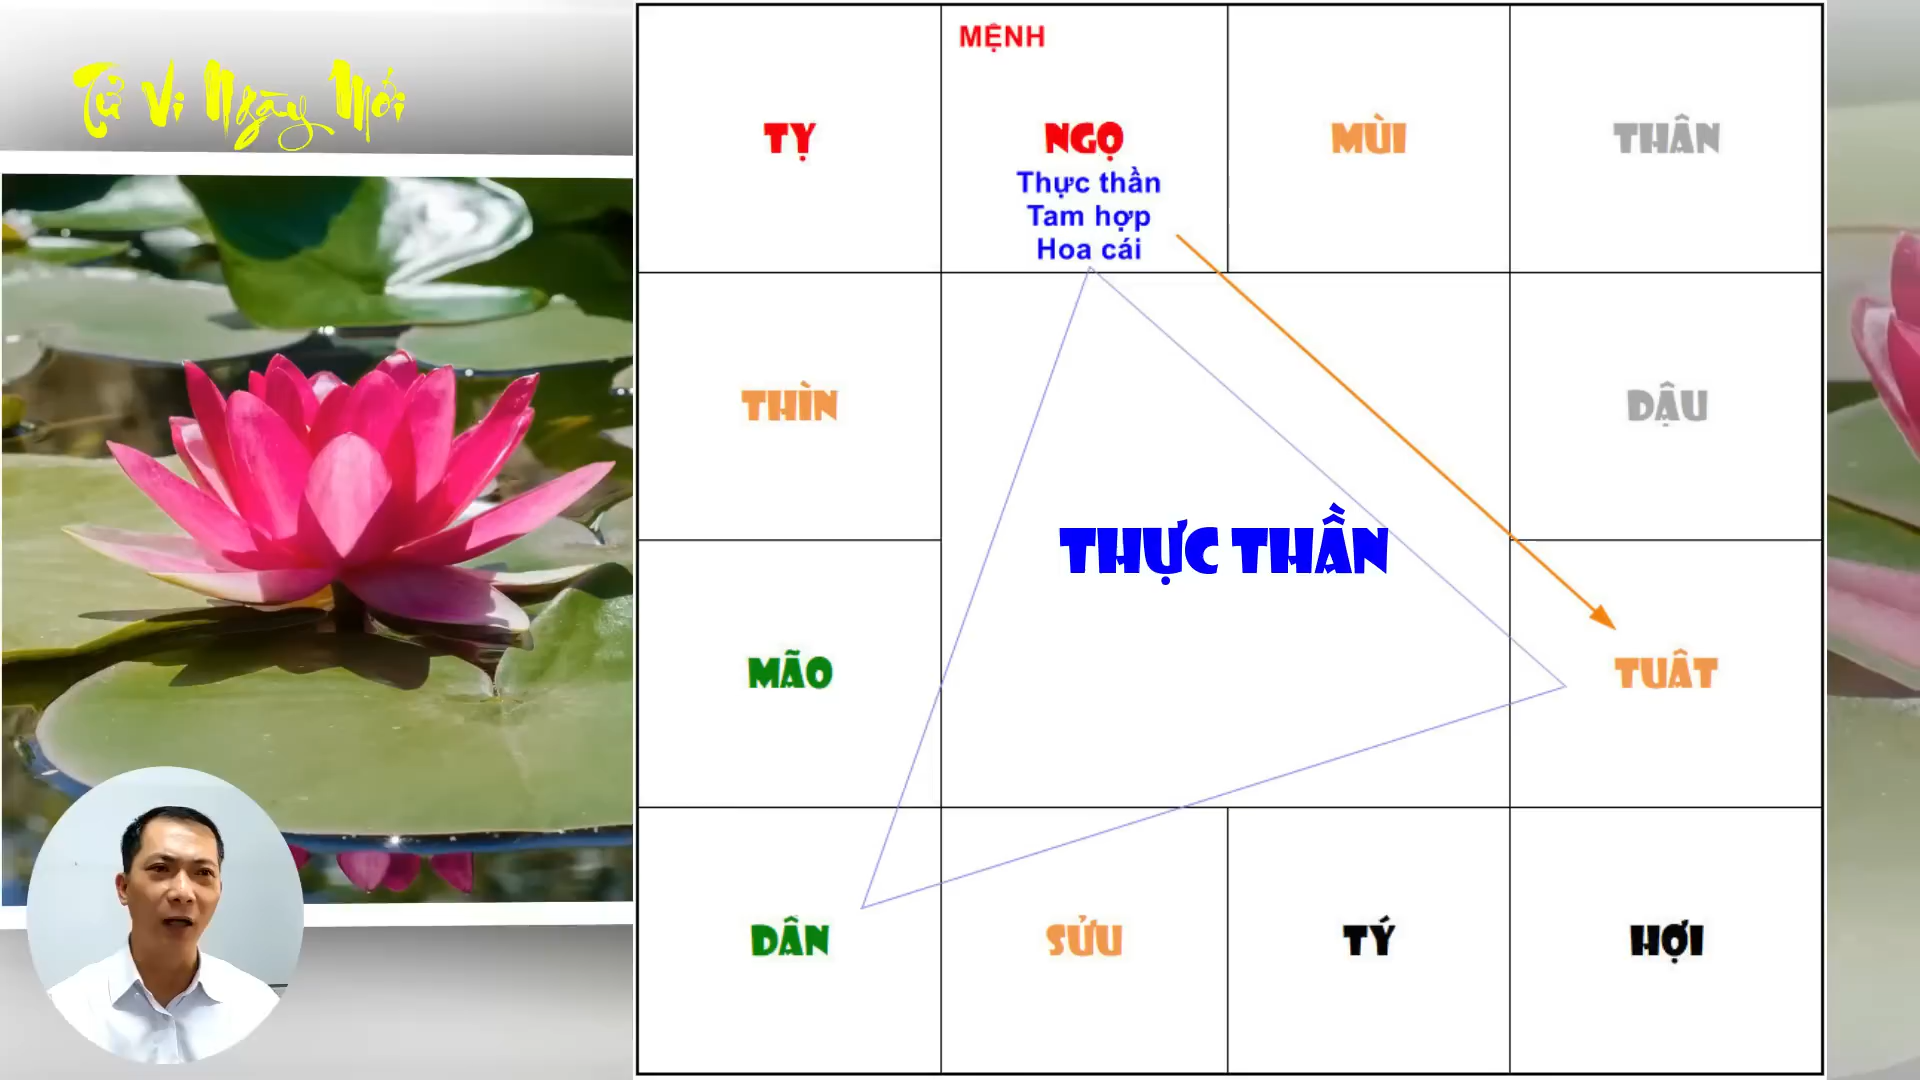 Tử Vi Ngày Mới
MỆNH
TỴ
NGỌ
MÙI
THÂN
Thực thần
Tam hợp
Hoa cái
THÌN
DẬU
THỰC THẦN
MÃO
TUẤT
DẦN
SỬU
TÝ
HỢI